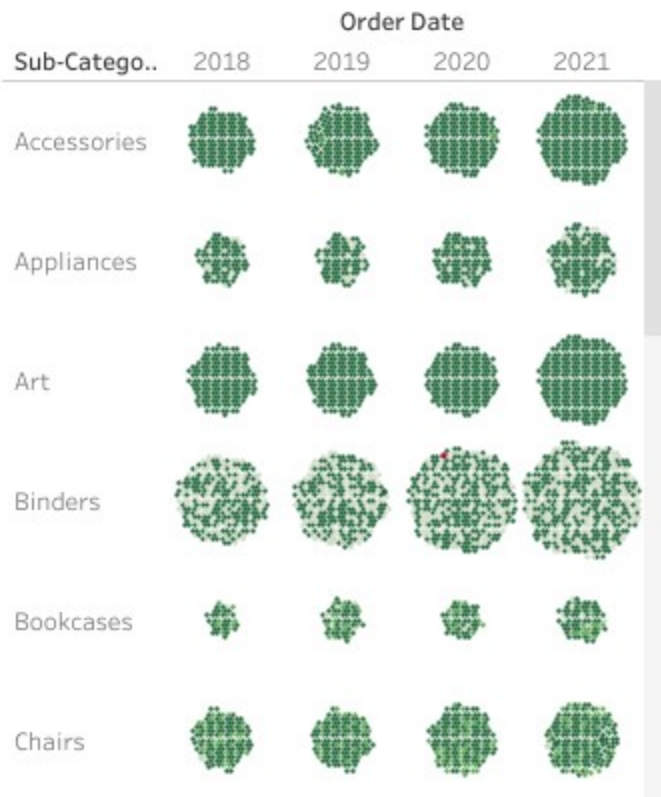 Order Date
Sub-Catego.. 2018 2019 2020 2021
Accessories
Appliances
Art
Binders
Bookcases
Chairs